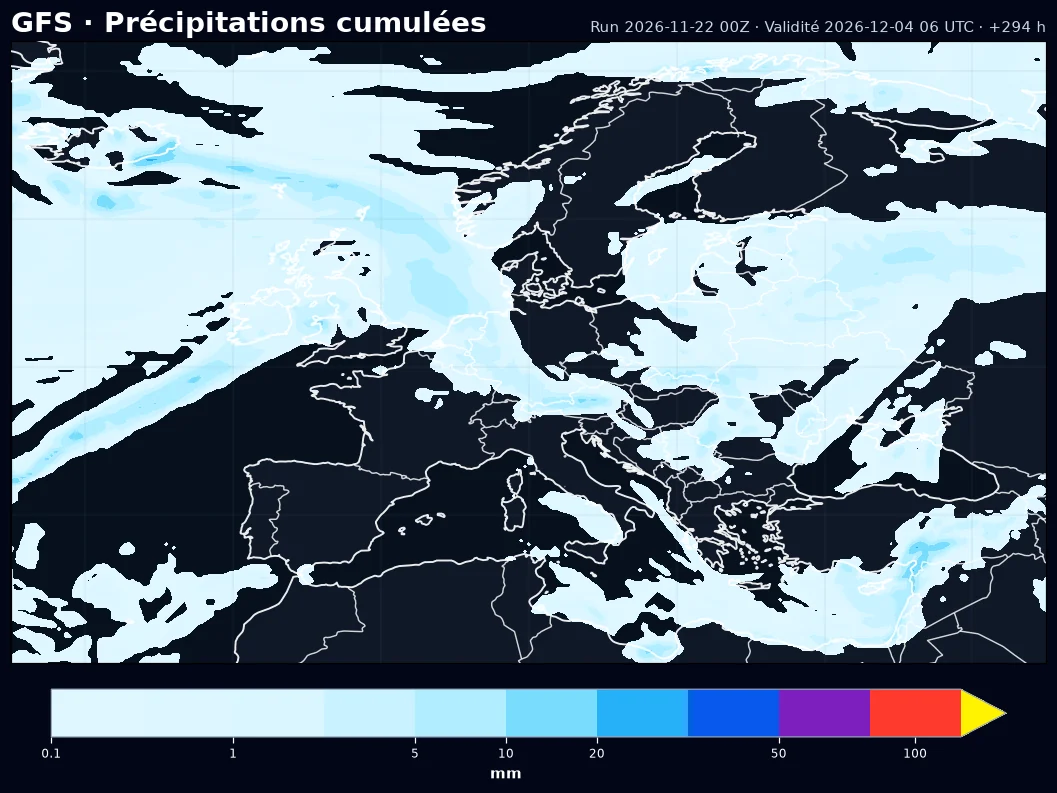 GFS · Précipitations cumulées
Run 2026-11-22 00Z · Validité 2026-12-04 06 UTC · +294 h
0.1 1 5 10 20 50 100
mm